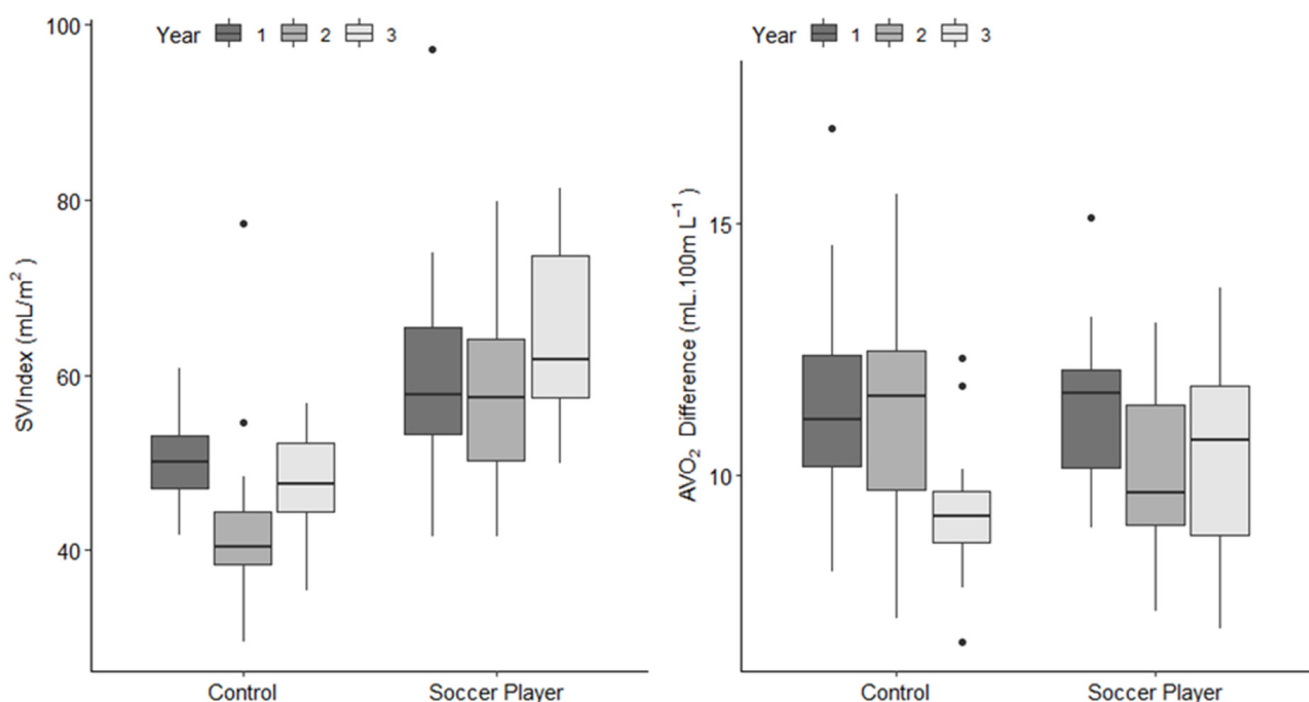 Year 1 2 3
SVIndex (mL/m²)
100
80
60
40
Control Soccer Player
Year 1 2 3
AVO₂ Difference (mL.100m L⁻¹ )
15
10
Control Soccer Player